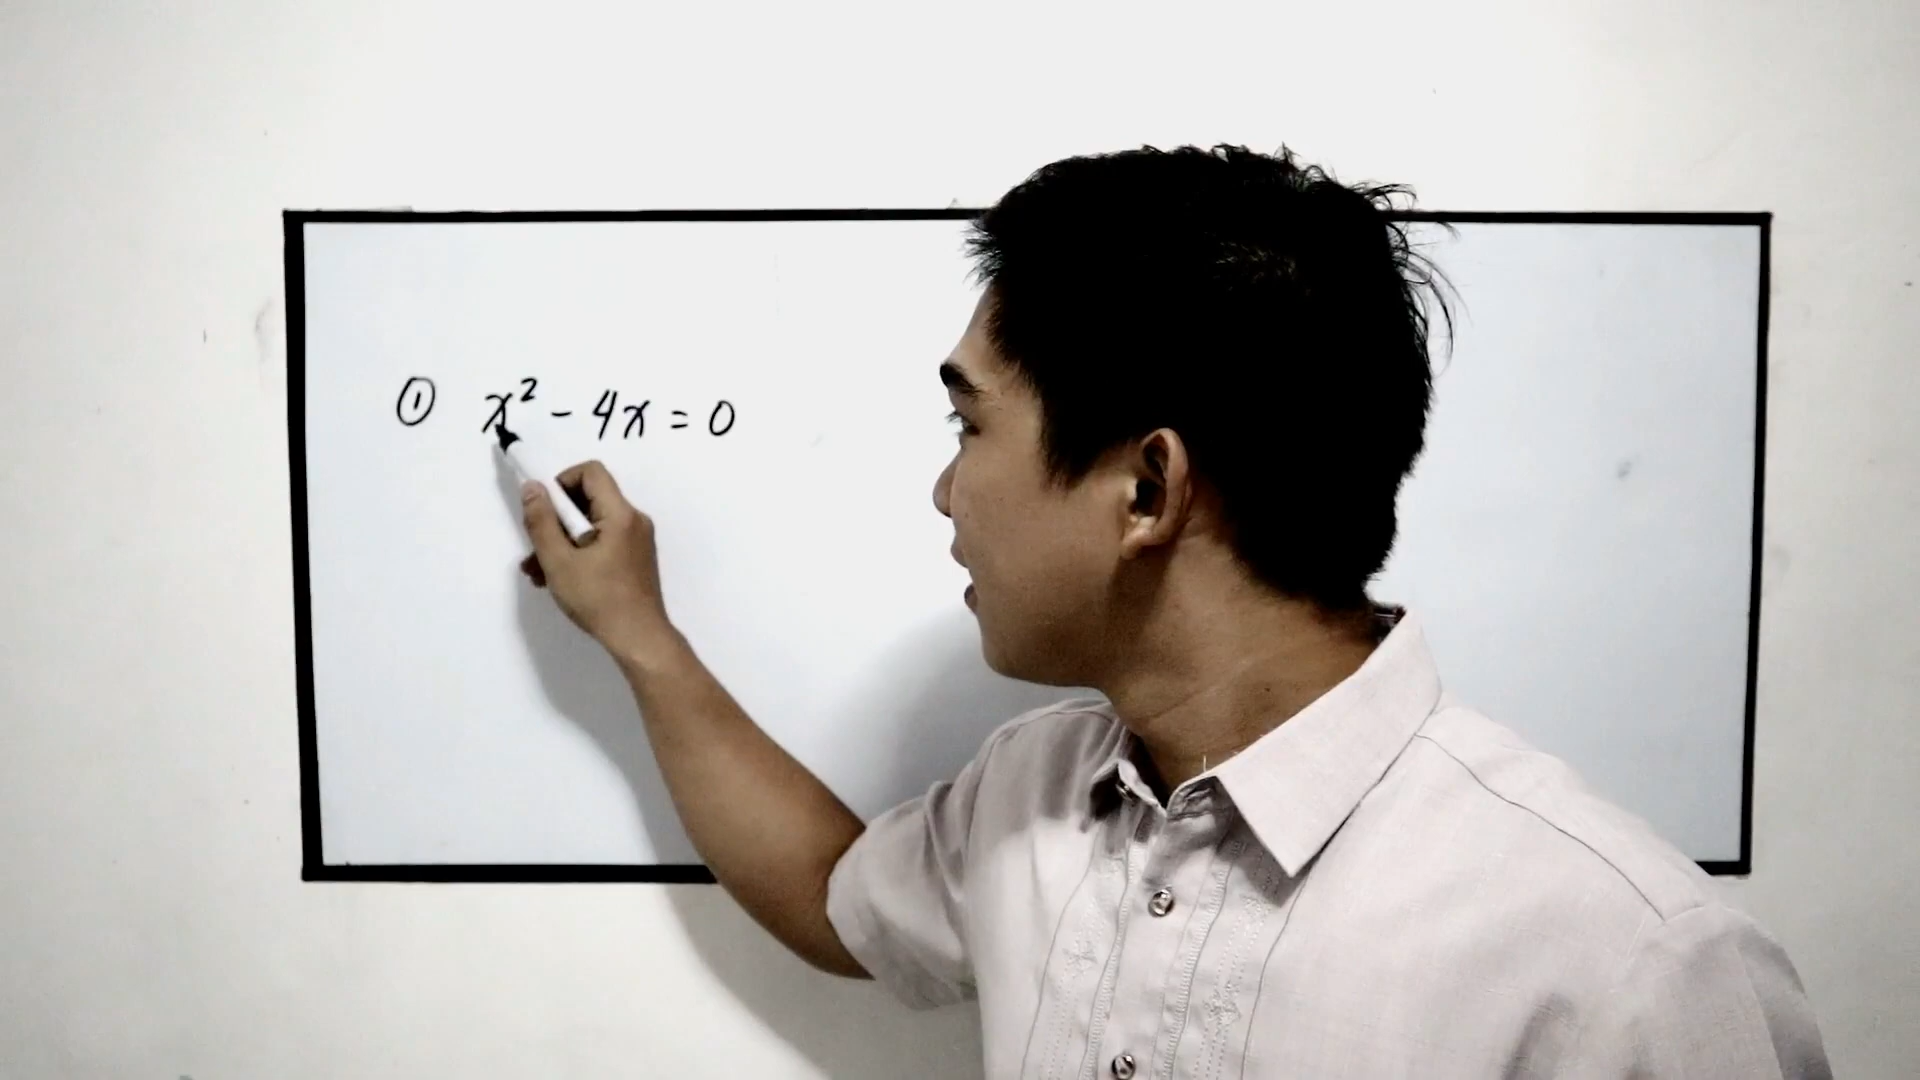 ① x² - 4x = 0